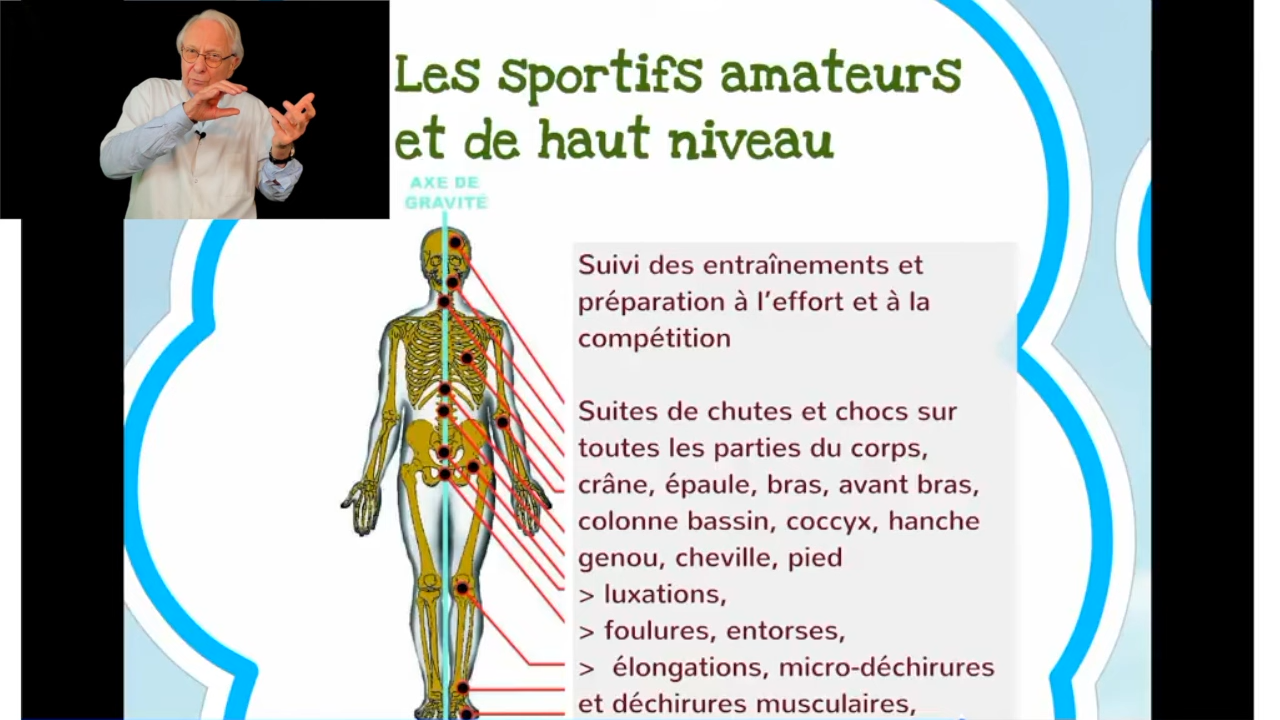 Les sportifs amateurs
et de haut niveau
AXE DE
GRAVITÉ
Suivi des entraînements et
préparation à l'effort et à la
compétition
Suites de chutes et chocs sur
toutes les parties du corps,
crâne, épaule, bras, avant bras,
colonne bassin, coccyx, hanche
genou, cheville, pied
> luxations,
> foulures, entorses,
> élongations, micro-déchirures
et déchirures musculaires,